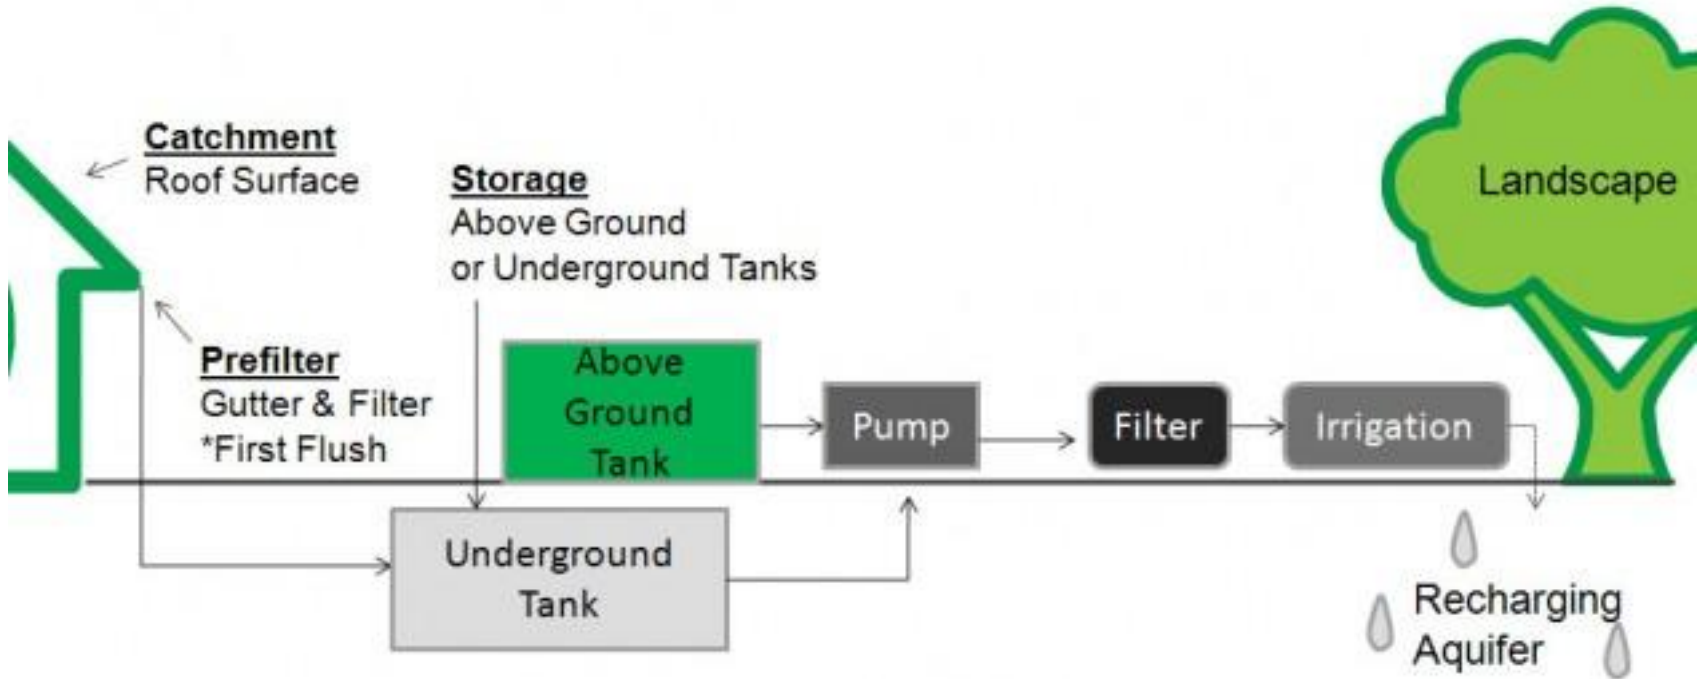 Catchment
Roof Surface
Storage
Above Ground
or Underground Tanks
Landscape
Prefilter
Gutter & Filter
*First Flush
Above
Ground
Tank
Pump
Filter
Irrigation
Underground
Tank
Recharging
Aquifer